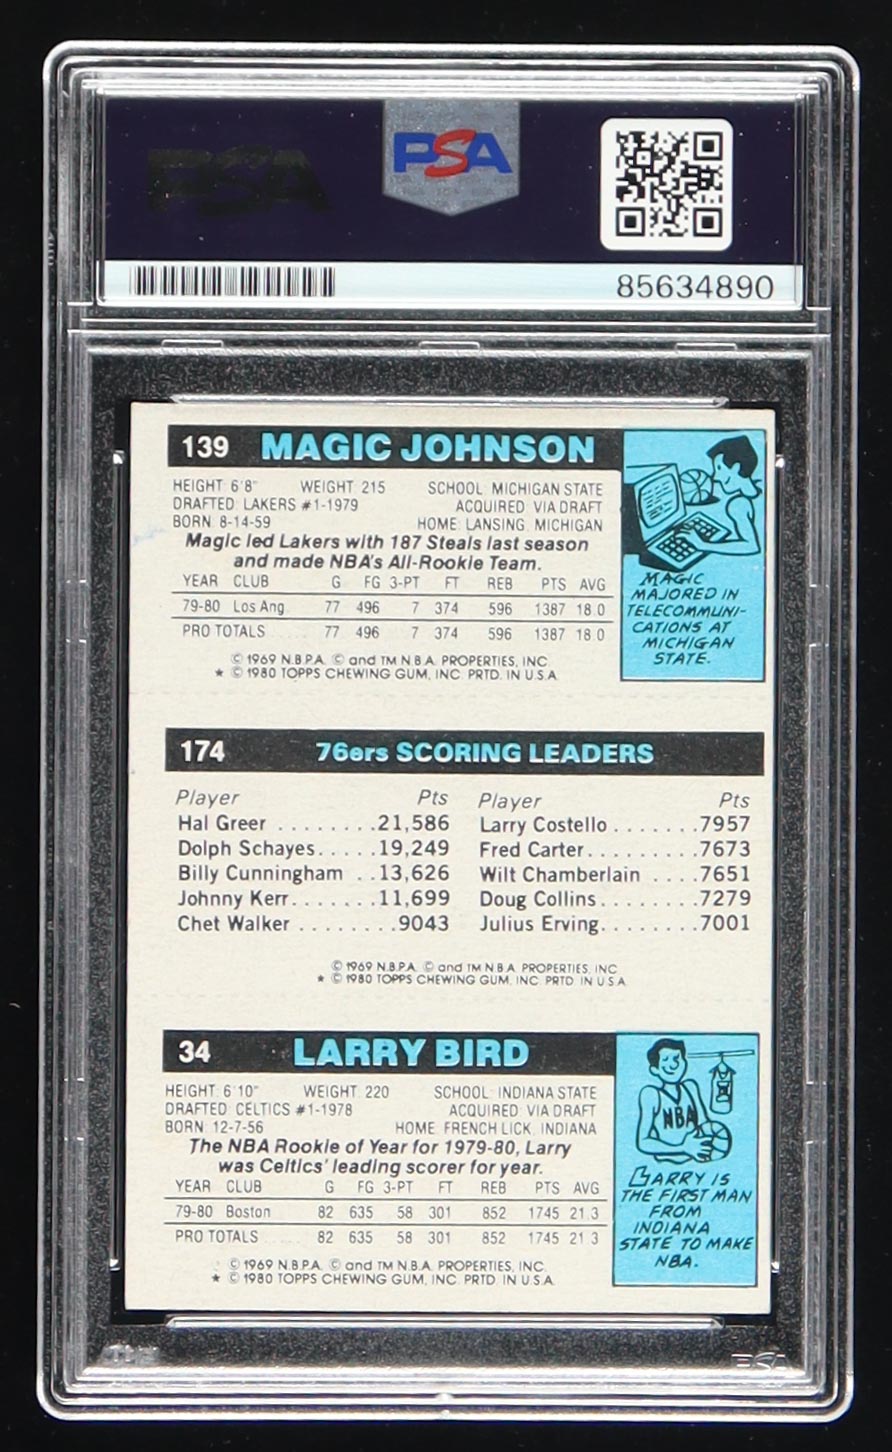 PSA
PSA
85634890
139 MAGIC JOHNSON
HEIGHT: 6'8" WEIGHT: 215 SCHOOL: MICHIGAN STATE
DRAFTED: LAKERS #1-1979 ACQUIRED: VIA DRAFT
BORN: 8-14-59 HOME: LANSING, MICHIGAN
Magic led Lakers with 187 Steals last season
and made NBA's All-Rookie Team.
YEAR CLUB G FG 3-PT FT REB PTS AVG
79-80 Los Ang. 77 496 7 374 596 1387 18.0
PRO TOTALS 77 496 7 374 596 1387 18.0
© 1969 N.B.P.A. © and TM N.B.A. PROPERTIES, INC.
★ © 1980 TOPPS CHEWING GUM, INC. PRTD. IN U.S.A.
MAGIC
MAJORED IN
TELECOMMUNI-
CATIONS AT
MICHIGAN
STATE.
174 76ers SCORING LEADERS
Player Pts Player Pts
Hal Greer ........21,586 Larry Costello .......7957
Dolph Schayes.....19,249 Fred Carter.........7673
Billy Cunningham ..13,626 Wilt Chamberlain ....7651
Johnny Kerr.......11,699 Doug Collins ........7279
Chet Walker ........9043 Julius Erving........7001
© 1969 N.B.P.A. © and TM N.B.A. PROPERTIES, INC.
★ © 1980 TOPPS CHEWING GUM, INC. PRTD. IN U.S.A.
34 LARRY BIRD
HEIGHT: 6'10" WEIGHT: 220 SCHOOL: INDIANA STATE
DRAFTED: CELTICS #1-1978 ACQUIRED: VIA DRAFT
BORN: 12-7-56 HOME: FRENCH LICK, INDIANA
The NBA Rookie of Year for 1979-80, Larry
was Celtics' leading scorer for year.
YEAR CLUB G FG 3-PT FT REB PTS AVG
79-80 Boston 82 635 58 301 852 1745 21.3
PRO TOTALS 82 635 58 301 852 1745 21.3
© 1969 N.B.P.A. © and TM N.B.A. PROPERTIES, INC.
★ © 1980 TOPPS CHEWING GUM, INC. PRTD. IN U.S.A.
NBA
LARRY IS
THE FIRST MAN
FROM
INDIANA
STATE TO MAKE
NBA.
PSA